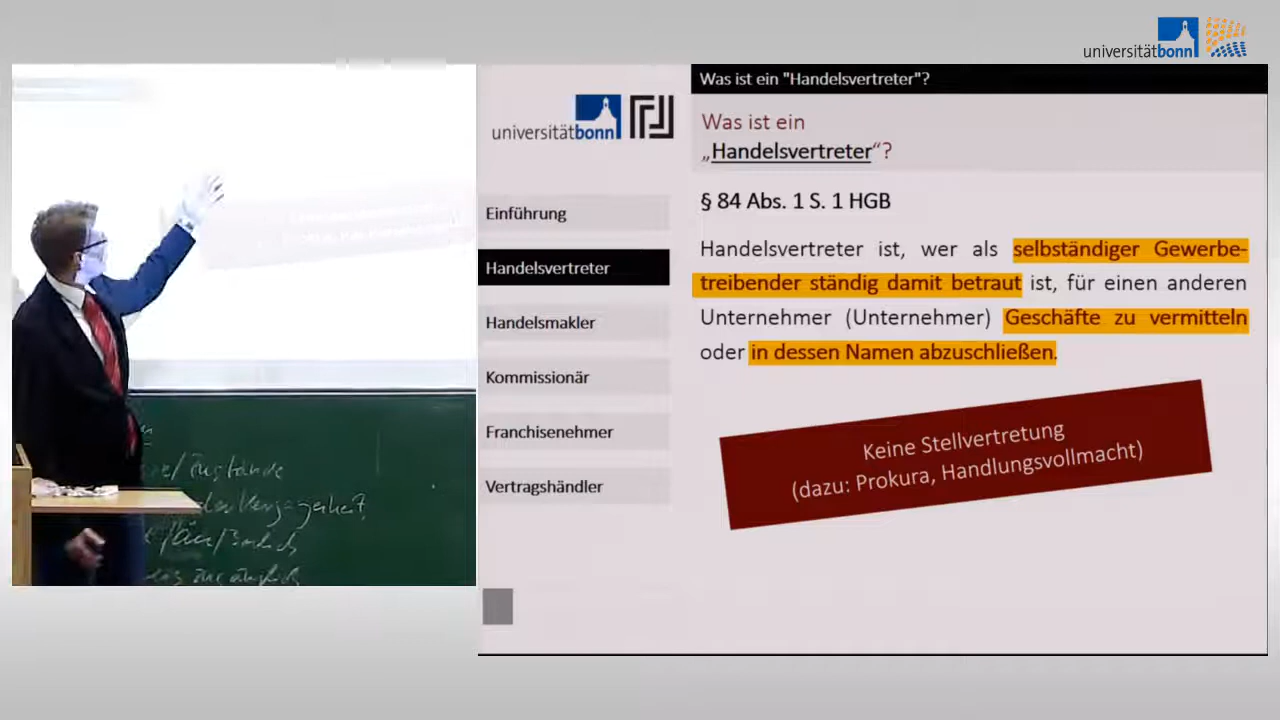 universitätbonn
Was ist ein "Handelsvertreter"?
universitätbonn
Was ist ein
„Handelsvertreter“?
Einführung
Handelsvertreter
Handelsmakler
Kommissionär
Franchisenehmer
Vertragshändler
§ 84 Abs. 1 S. 1 HGB
Handelsvertreter ist, wer als selbständiger Gewerbe-
treibender ständig damit betraut ist, für einen anderen
Unternehmer (Unternehmer) Geschäfte zu vermitteln
oder in dessen Namen abzuschließen.
Keine Stellvertretung
(dazu: Prokura, Handlungsvollmacht)